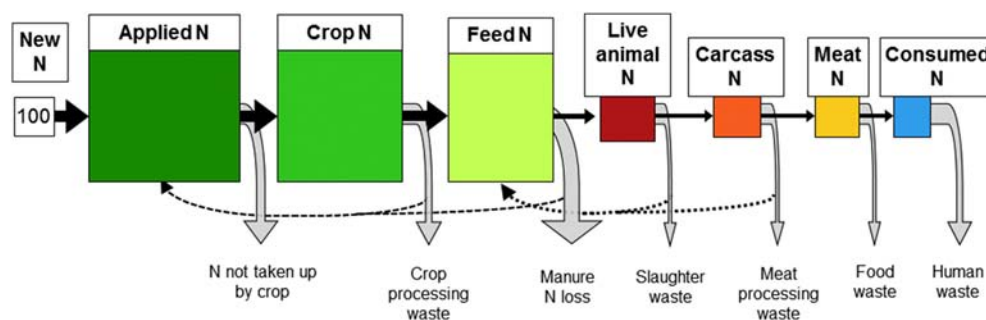 New
N
Applied N
Crop N
Feed N
Live
animal
N
Carcass
N
Meat
N
Consumed
N
100
N not taken up
by crop
Crop
processing
waste
Manure
N loss
Slaughter
waste
Meat
processing
waste
Food
waste
Human
waste